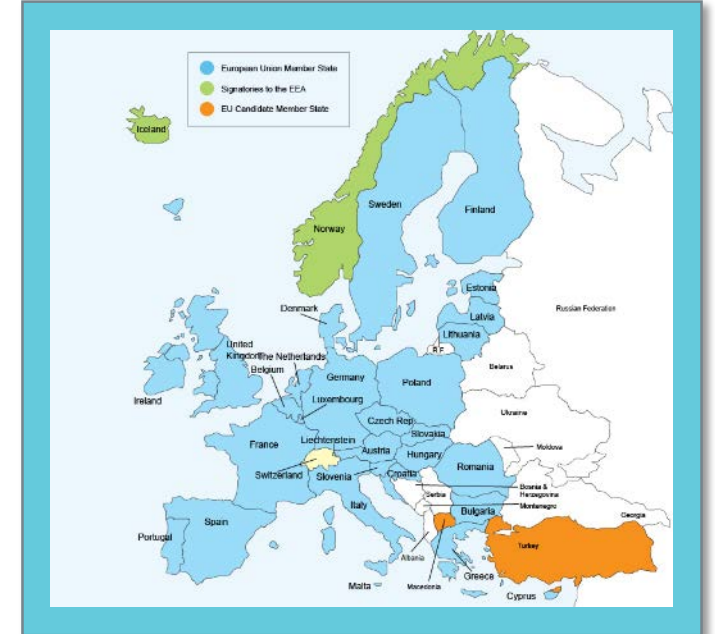 European Union Member State
Signatories to the EEA
EU Candidate Member State
Iceland
Sweden
Finland
Norway
Estonia
Russian Federation
Denmark
Latvia
Lithuania
R.F.
United
Kingdom
The Netherlands
Belgium
Belarus
Germany
Poland
Ireland
Luxembourg
Ukraine
Czech Rep.
Slovakia
France
Liechtenstein
Austria
Hungary
Moldova
Switzerland
Slovenia
Croatia
Romania
Bosnia &
Herzegovina
Serbia
Montenegro
Italy
Bulgaria
Georgia
Portugal
Spain
Turkey
Albania
Greece
Malta
Macedonia
Cyprus